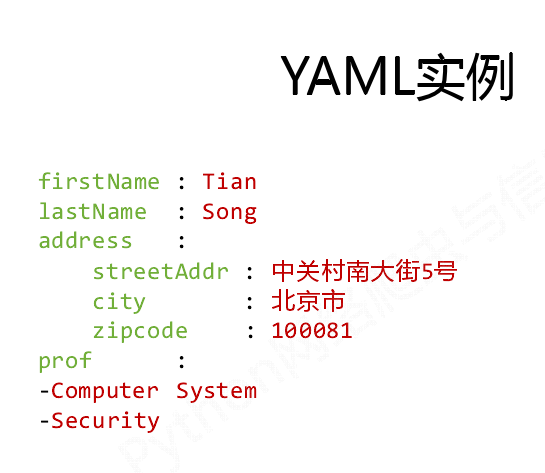 YAML实例
firstName : Tian
lastName  : Song
address   :
    streetAddr : 中关村南大街5号
    city       : 北京市
    zipcode    : 100081
prof      :
-Computer System
-Security